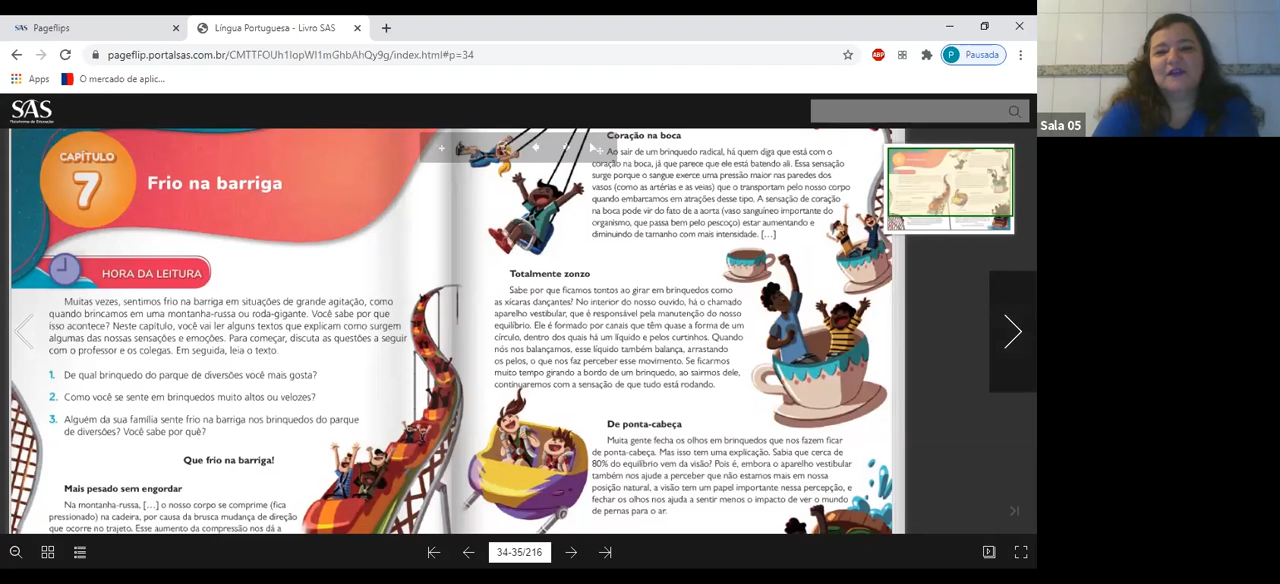 SAS Pageflips
Língua Portuguesa - Livro SAS
pageflip.portalsas.com.br/CMTTFOUh1IopWI1mGhbAhQy9g/index.html#p=34
ABP
P Pausada
Apps
O mercado de aplic...
SAS
Plataforma de Educação
Sala 05
CAPÍTULO
7
Frio na barriga
HORA DA LEITURA
Muitas vezes, sentimos frio na barriga em situações de grande agitação, como
quando brincamos em uma montanha-russa ou roda-gigante. Você sabe por que
isso acontece? Neste capítulo, você vai ler alguns textos que explicam como surgem
algumas das nossas sensações e emoções. Para começar, discuta as questões a seguir
com o professor e os colegas. Em seguida, leia o texto.
1. De qual brinquedo do parque de diversões você mais gosta?
2. Como você se sente em brinquedos muito altos ou velozes?
3. Alguém da sua família sente frio na barriga nos brinquedos do parque
de diversões? Você sabe por quê?
Que frio na barriga!
Mais pesado sem engordar
Na montanha-russa, [...] o nosso corpo se comprime (fica
pressionado) na cadeira, por causa da brusca mudança de direção
que ocorre no trajeto. Esse aumento da compressão nos dá a
Coração na boca
Ao sair de um brinquedo radical, há quem diga que está com o
coração na boca, já que parece que ele está batendo ali. Essa sensação
surge porque o sangue exerce uma pressão maior nas paredes dos
vasos (como as artérias e as veias) que o transportam pelo nosso corpo
quando embarcamos em atrações desse tipo. A sensação de coração
na boca pode vir do fato de a aorta (vaso sanguíneo importante do
organismo, que passa bem pelo pescoço) estar aumentando e
diminuindo de tamanho com mais intensidade. [...]
Totalmente zonzo
Sabe por que ficamos tontos ao girar em brinquedos como
as xícaras dançantes? No interior do nosso ouvido, há o chamado
aparelho vestibular, que é responsável pela manutenção do nosso
equilíbrio. Ele é formado por canais que têm quase a forma de um
círculo, dentro dos quais há um líquido e pelos curtinhos. Quando
nós nos balançamos, esse líquido também balança, arrastando
os pelos, o que nos faz perceber esse movimento. Se ficarmos
muito tempo girando a bordo de um brinquedo, ao sairmos dele,
continuaremos com a sensação de que tudo está rodando.
De ponta-cabeça
Muita gente fecha os olhos em brinquedos que nos fazem ficar
de ponta-cabeça. Mas isso tem uma explicação. Sabia que cerca de
80% do equilíbrio vem da visão? Pois é, embora o aparelho vestibular
também nos ajude a perceber que não estamos mais em nossa
posição natural, a visão tem um papel importante nessa percepção, e
fechar os olhos nos ajuda a sentir menos o impacto de ver o mundo
de pernas para o ar.
34-35/216